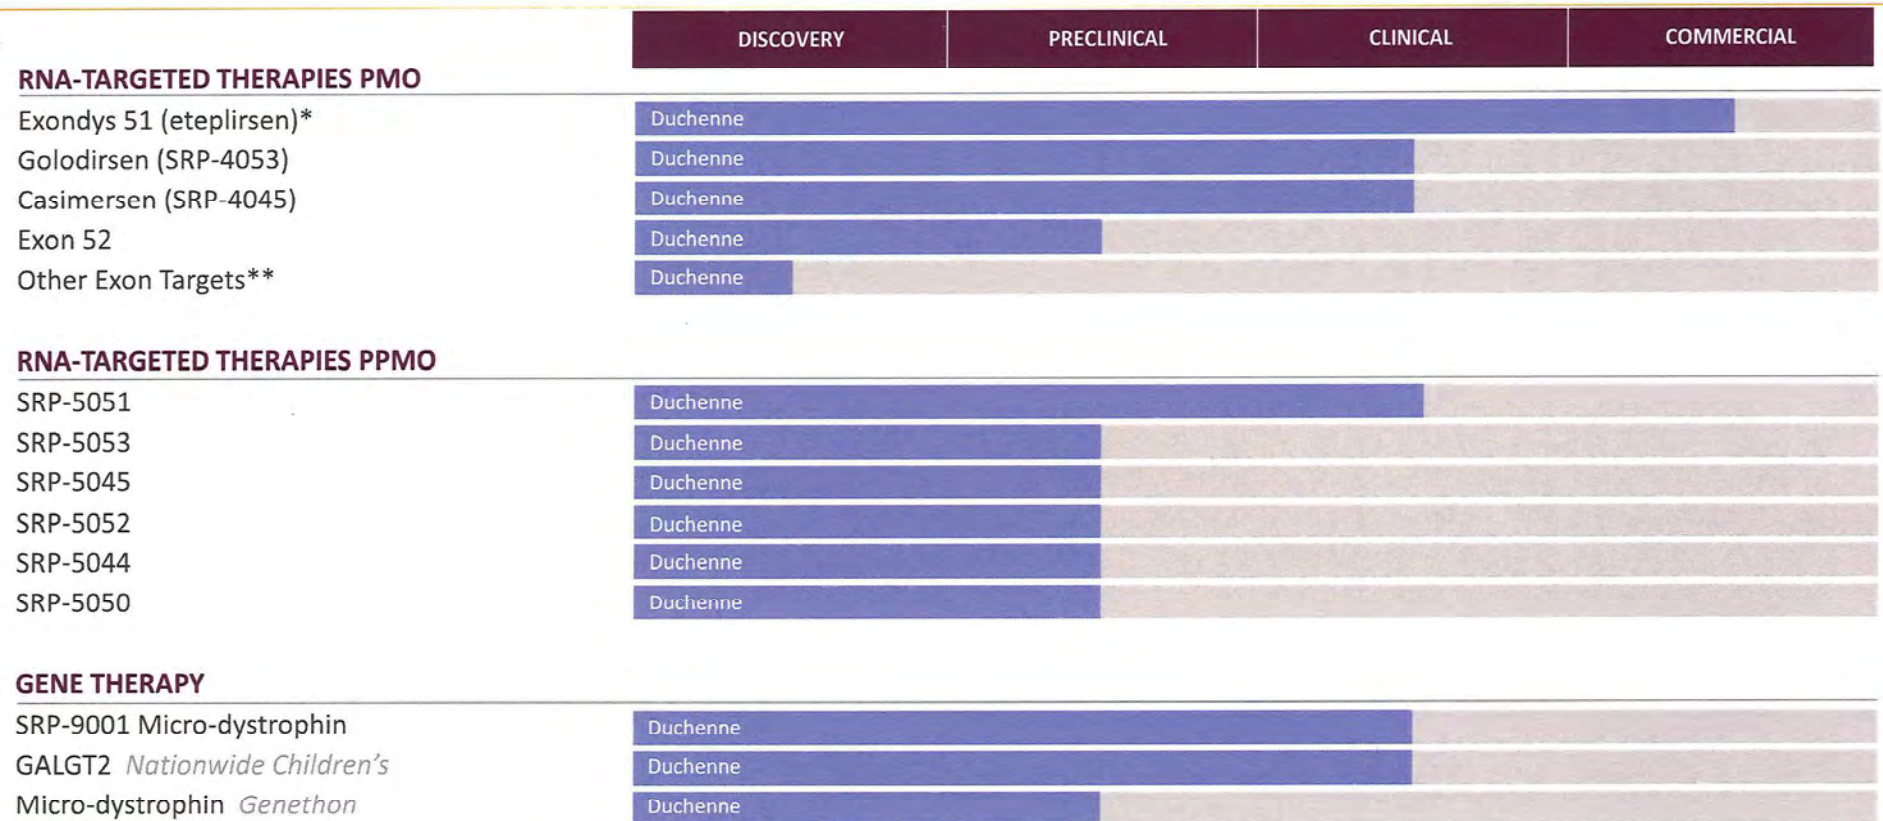 DISCOVERY PRECLINICAL CLINICAL COMMERCIAL
RNA-TARGETED THERAPIES PMO
Exondys 51 (eteplirsen)* Duchenne
Golodirsen (SRP-4053) Duchenne
Casimersen (SRP-4045) Duchenne
Exon 52 Duchenne
Other Exon Targets** Duchenne
RNA-TARGETED THERAPIES PPMO
SRP-5051 Duchenne
SRP-5053 Duchenne
SRP-5045 Duchenne
SRP-5052 Duchenne
SRP-5044 Duchenne
SRP-5050 Duchenne
GENE THERAPY
SRP-9001 Micro-dystrophin Duchenne
GALGT2 Nationwide Children's Duchenne
Micro-dystrophin Genethon Duchenne